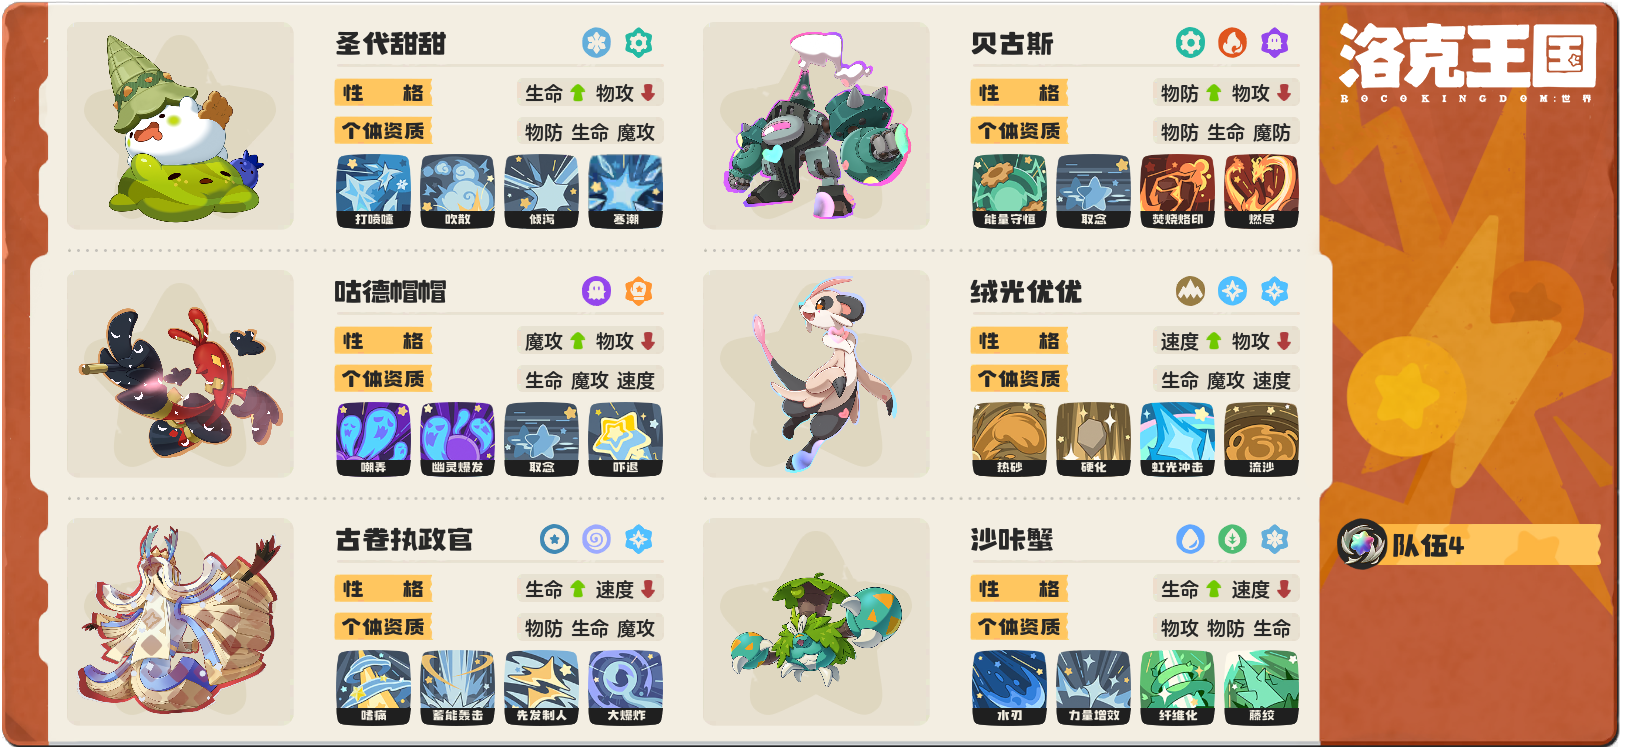 圣代甜甜
性 格
生命 物攻
个体资质
物防 生命 魔攻
打喷嚏
吹散
倾泻
寒潮
贝古斯
性 格
物防 物攻
个体资质
物防 生命 魔防
能量守恒
取念
焚烧烙印
燃尽
咕德帽帽
性 格
魔攻 物攻
个体资质
生命 魔攻 速度
嘲弄
幽灵爆发
取念
吓退
绒光优优
性 格
速度 物攻
个体资质
生命 魔攻 速度
热砂
硬化
虹光冲击
流沙
古卷执政官
性 格
生命 速度
个体资质
物防 生命 魔攻
嗜痛
蓄能轰击
先发制人
大爆炸
沙咔蟹
性 格
生命 速度
个体资质
物攻 物防 生命
水刃
力量增效
纤维化
藤绞
洛克王国
ROCOKINGDOM:世界
队伍4